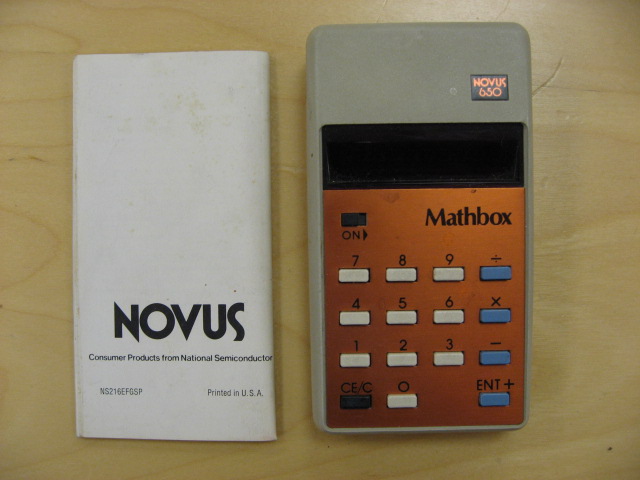 NOVUS
Consumer Products from National Semiconductor
NS216EFGSP Printed in U.S.A.
NOVUS
650
Mathbox
ON
7 8 9 ÷
4 5 6 ×
1 2 3 −
CE/C 0 ENT +